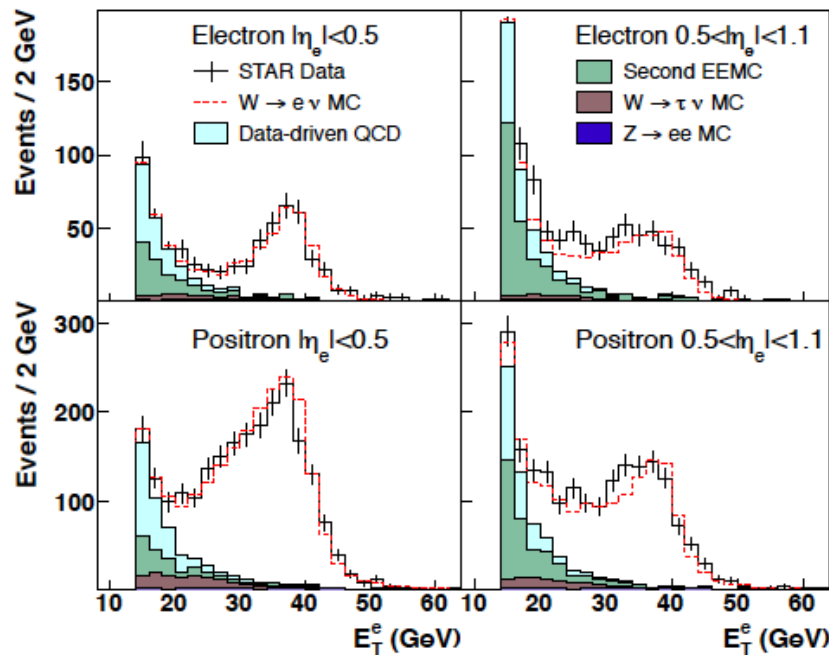 Electron |η_e|<0.5
STAR Data
W → e ν MC
Data-driven QCD
Electron 0.5<|η_e|<1.1
Second EEMC
W → τ ν MC
Z → ee MC
Events / 2 GeV
150
100
50
Positron |η_e|<0.5
Positron 0.5<|η_e|<1.1
Events / 2 GeV
300
200
100
10 20 30 40 50 60
10 20 30 40 50 60
E_T^e (GeV)
E_T^e (GeV)